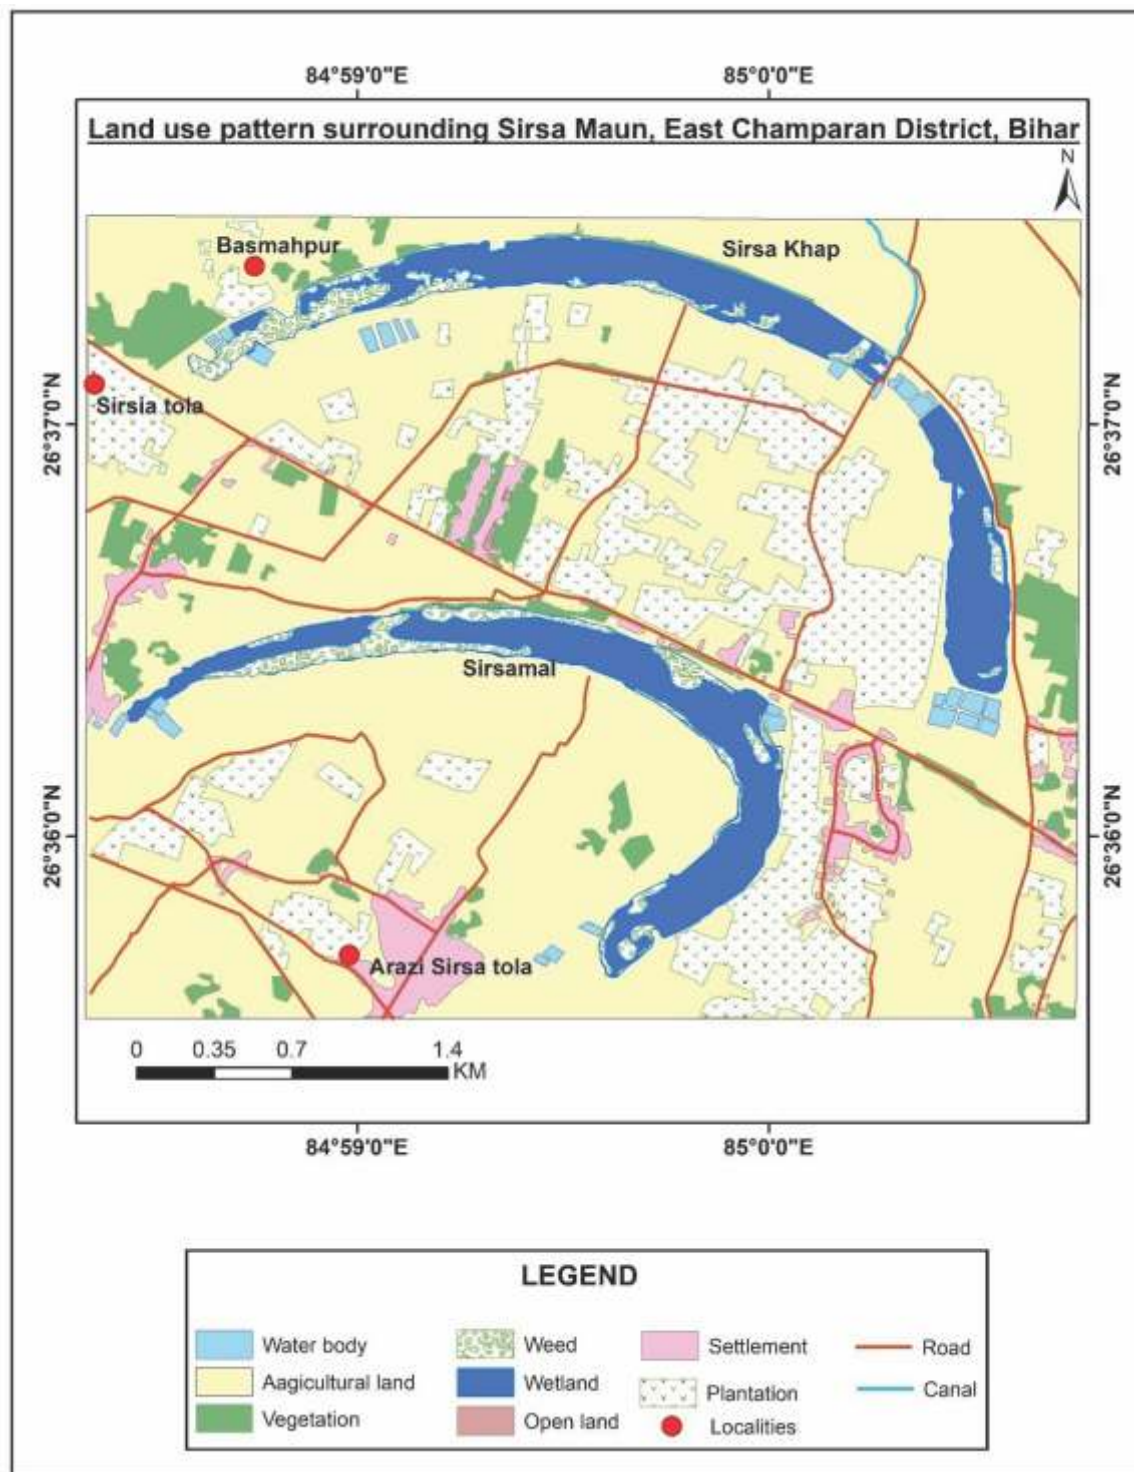 84°59'0"E 85°0'0"E
Land use pattern surrounding Sirsa Maun, East Champaran District, Bihar
N
Basmahpur
Sirsa Khap
Sirsia tola
26°37'0"N 26°37'0"N
Sirsamal
26°36'0"N 26°36'0"N
Arazi Sirsa tola
0 0.35 0.7 1.4
KM
84°59'0"E 85°0'0"E
LEGEND
Water body Weed Settlement Road
Aagicultural land Wetland Plantation Canal
Vegetation Open land Localities